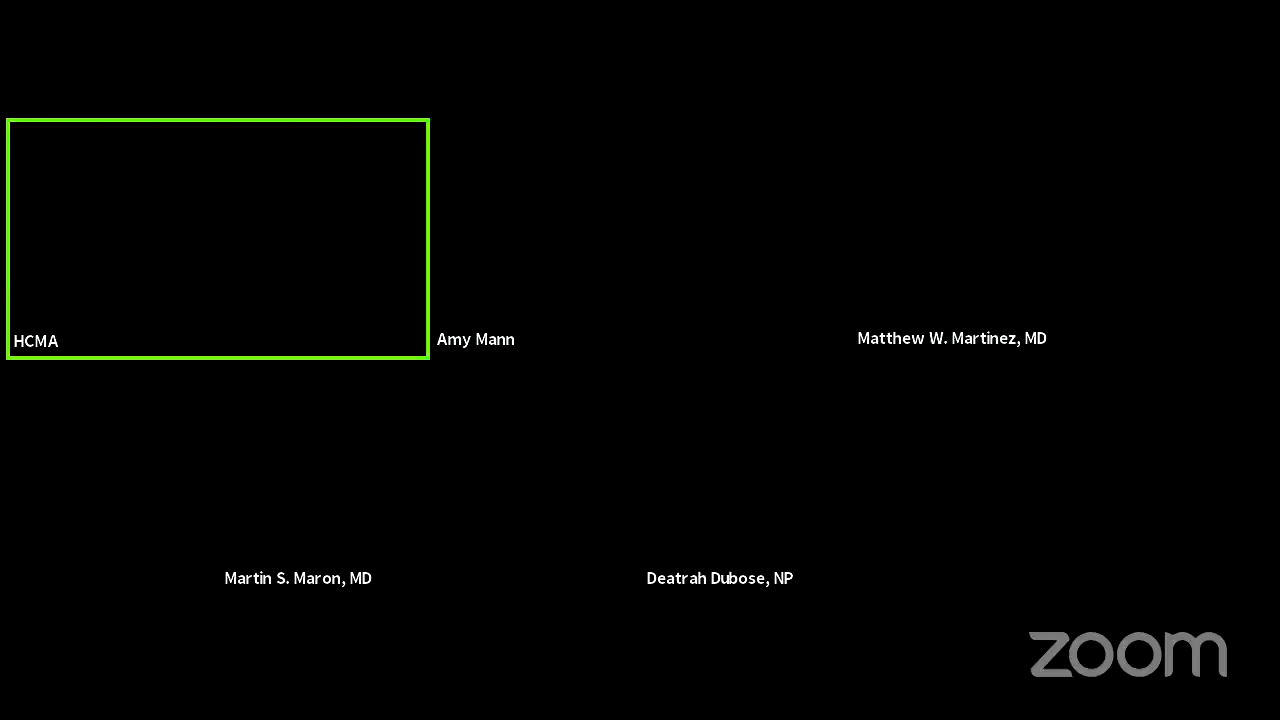 HCMA
Amy Mann
Matthew W. Martinez, MD
Martin S. Maron, MD
Deatrah Dubose, NP
zoom